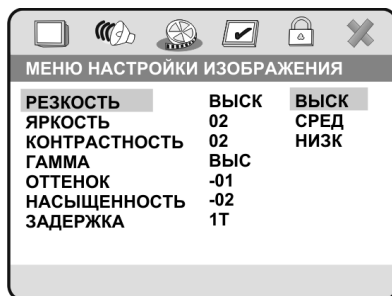 МЕНЮ НАСТРОЙКИ ИЗОБРАЖЕНИЯ
РЕЗКОСТЬ ВЫСК ВЫСК
ЯРКОСТЬ 02 СРЕД
КОНТРАСТНОСТЬ 02 НИЗК
ГАММА ВЫС
ОТТЕНОК -01
НАСЫЩЕННОСТЬ -02
ЗАДЕРЖКА 1T